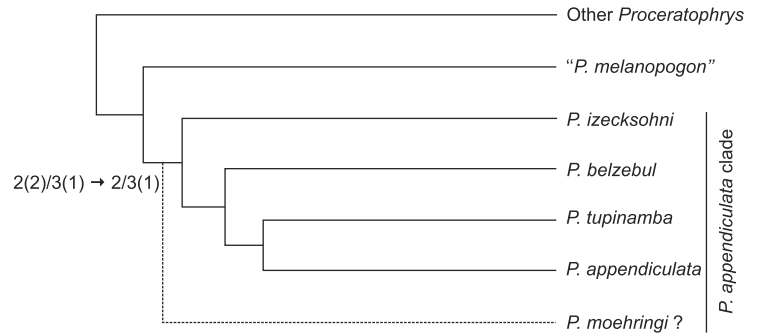 Other Proceratophrys
“P. melanopogon”
P. izecksohni
P. belzebul
2(2)/3(1) → 2/3(1)
P. tupinamba
P. appendiculata
P. moehringi ?
P. appendiculata clade